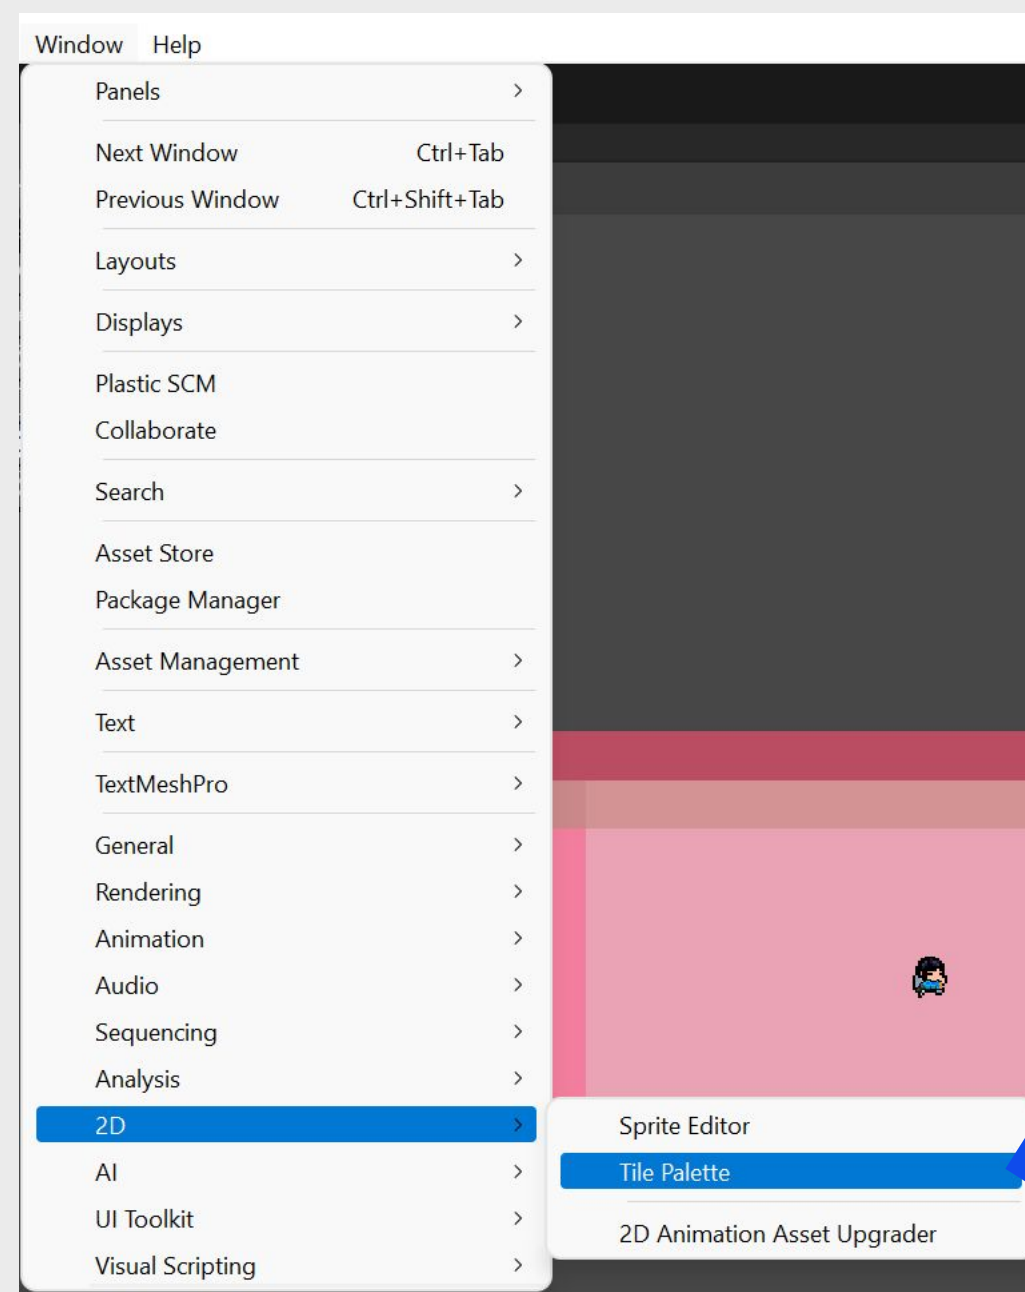 Window Help
Panels
Next Window Ctrl+Tab
Previous Window Ctrl+Shift+Tab
Layouts
Displays
Plastic SCM
Collaborate
Search
Asset Store
Package Manager
Asset Management
Text
TextMeshPro
General
Rendering
Animation
Audio
Sequencing
Analysis
2D
Sprite Editor
AI
Tile Palette
UI Toolkit
2D Animation Asset Upgrader
Visual Scripting